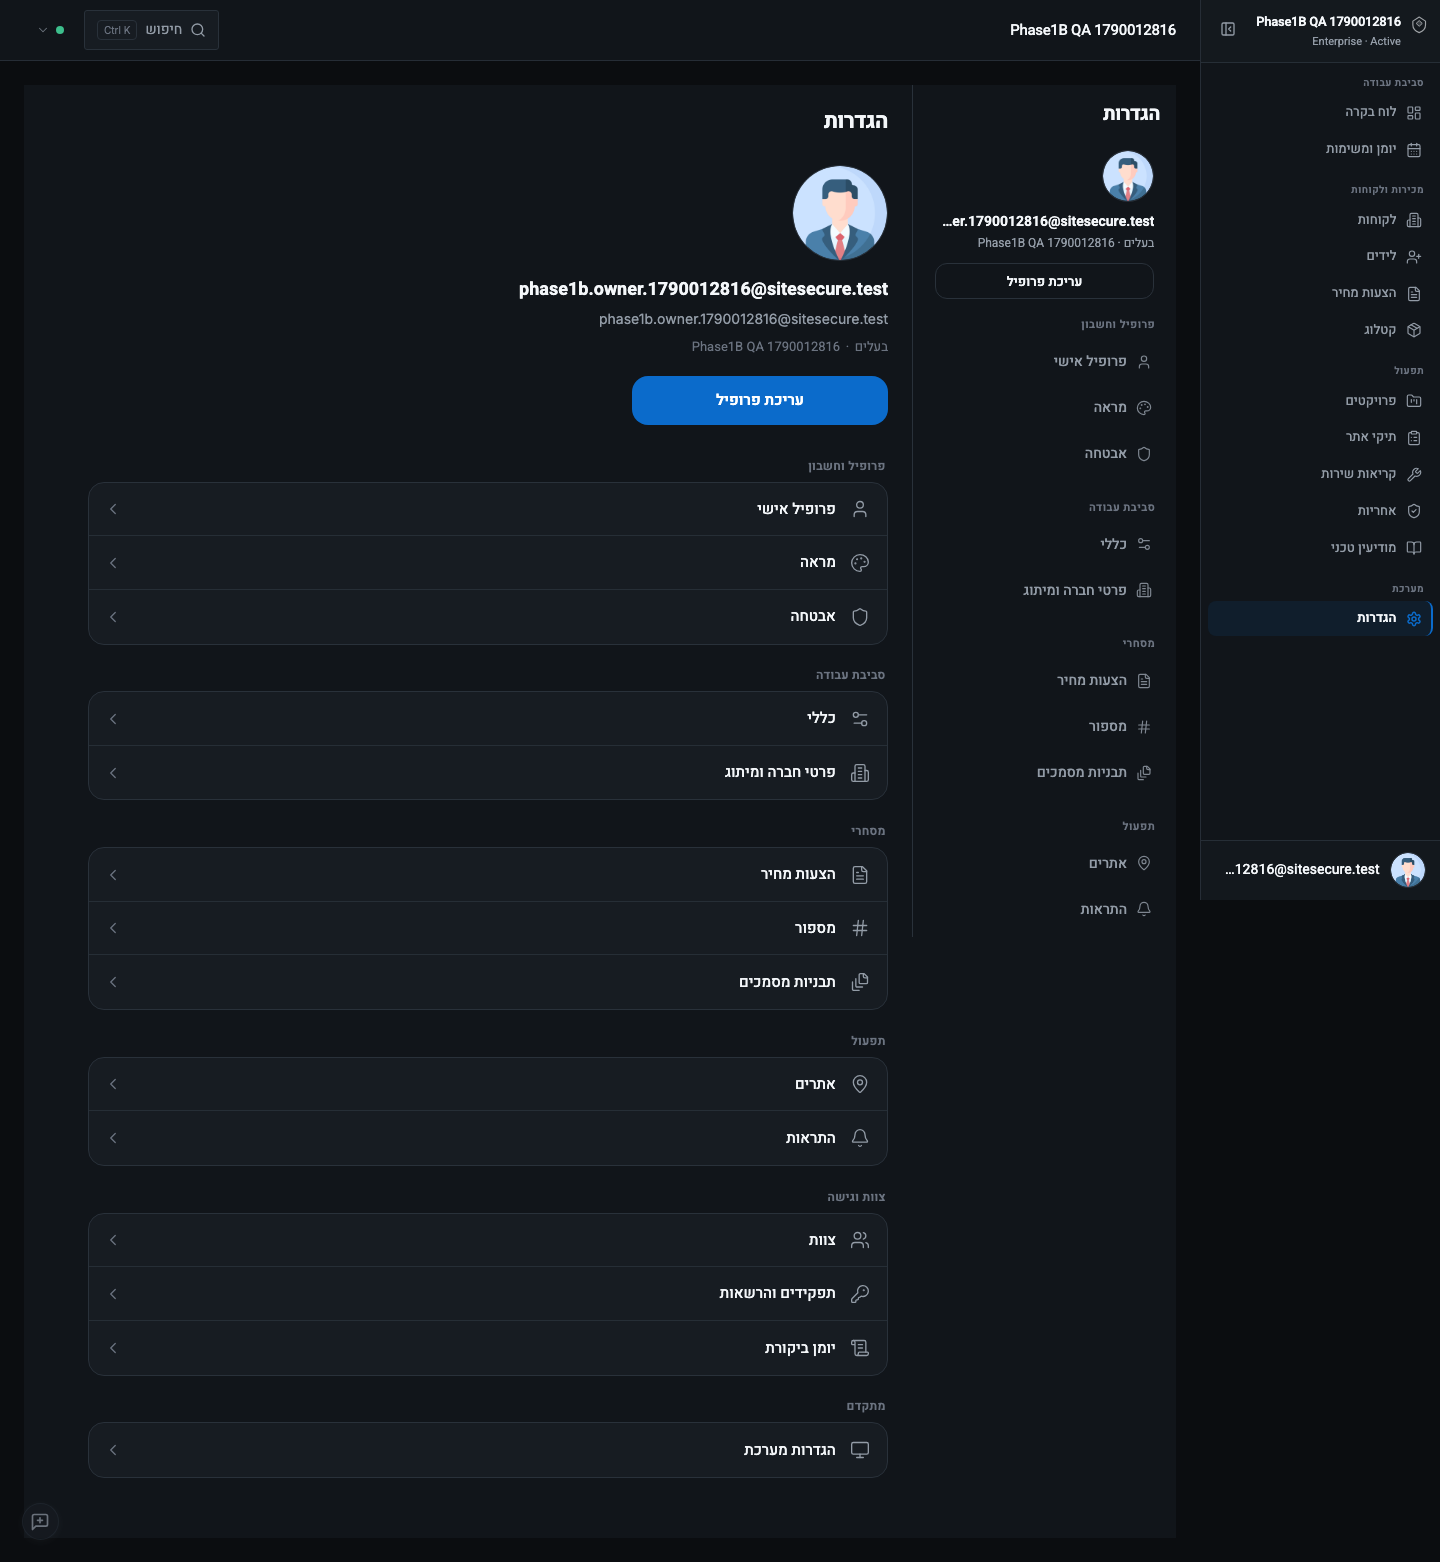 Phase1B QA 1790012816
Enterprise · Active
סביבת עבודה
לוח בקרה
יומן ומשימות
מכירות ולקוחות
לקוחות
לידים
הצעות מחיר
קטלוג
תפעול
פרויקטים
תיקי אתר
קריאות שירות
אחריות
מודיעין טכני
מערכת
הגדרות
...12816@sitesecure.test
Phase1B QA 1790012816
חיפוש
Ctrl K
הגדרות
...er.1790012816@sitesecure.test
בעלים · Phase1B QA 1790012816
עריכת פרופיל
פרופיל וחשבון
פרופיל אישי
מראה
אבטחה
סביבת עבודה
כללי
פרטי חברה ומיתוג
מסחרי
הצעות מחיר
מספור
תבניות מסמכים
תפעול
אתרים
התראות
הגדרות
phase1b.owner.1790012816@sitesecure.test
phase1b.owner.1790012816@sitesecure.test
בעלים · Phase1B QA 1790012816
עריכת פרופיל
פרופיל וחשבון
פרופיל אישי
מראה
אבטחה
סביבת עבודה
כללי
פרטי חברה ומיתוג
מסחרי
הצעות מחיר
מספור
תבניות מסמכים
תפעול
אתרים
התראות
צוות וגישה
צוות
תפקידים והרשאות
יומן ביקורת
מתקדם
הגדרות מערכת